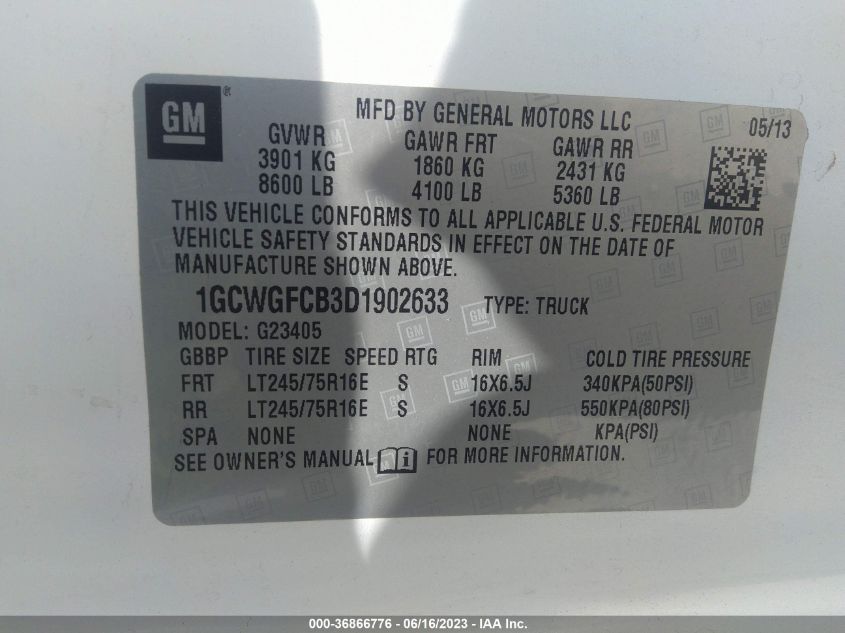 GM®
MFD BY GENERAL MOTORS LLC
05/13
GVWR GAWR FRT GAWR RR
3901 KG 1860 KG 2431 KG
8600 LB 4100 LB 5360 LB
THIS VEHICLE CONFORMS TO ALL APPLICABLE U.S. FEDERAL MOTOR
VEHICLE SAFETY STANDARDS IN EFFECT ON THE DATE OF
MANUFACTURE SHOWN ABOVE.
1GCWGFCB3D1902633 TYPE: TRUCK
MODEL: G23405
GBBP TIRE SIZE SPEED RTG RIM COLD TIRE PRESSURE
FRT LT245/75R16E S 16X6.5J 340KPA(50PSI)
RR LT245/75R16E S 16X6.5J 550KPA(80PSI)
SPA NONE NONE KPA(PSI)
SEE OWNER'S MANUAL i FOR MORE INFORMATION.
000-36866776 - 06/16/2023 - IAA Inc.